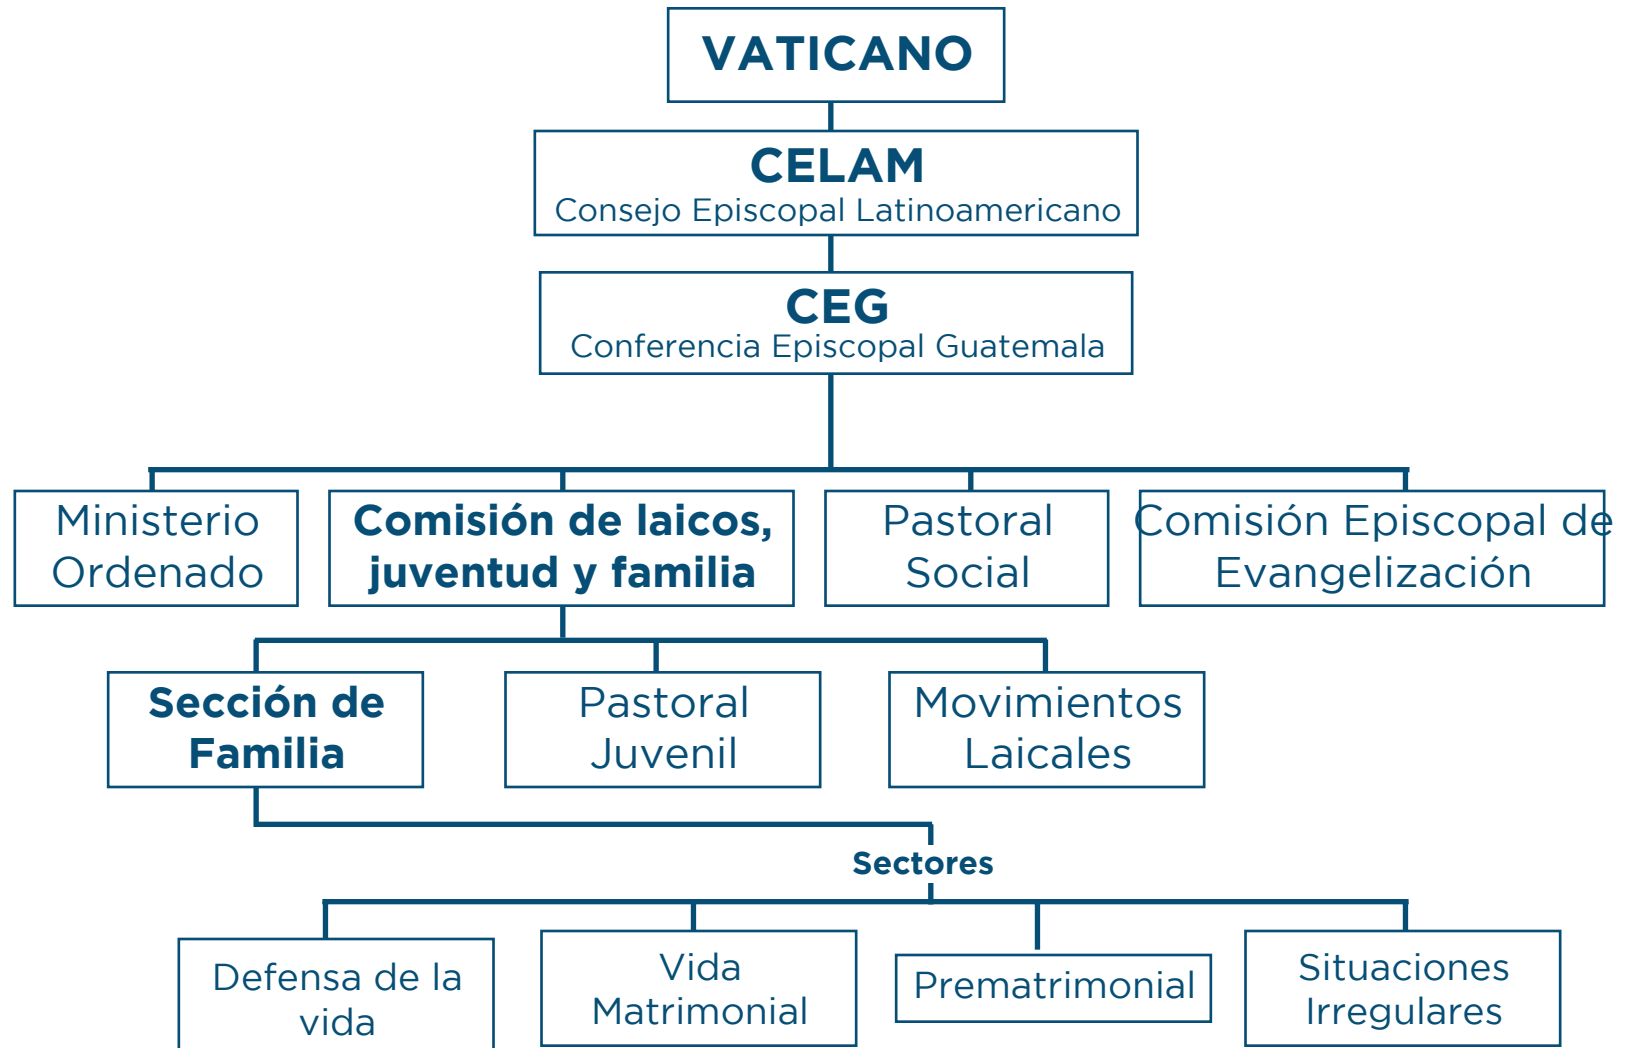 VATICANO
CELAM
Consejo Episcopal Latinoamericano
CEG
Conferencia Episcopal Guatemala
Ministerio
Ordenado
Comisión de laicos,
juventud y familia
Pastoral
Social
Comisión Episcopal de
Evangelización
Sección de
Familia
Pastoral
Juvenil
Movimientos
Laicales
Sectores
Defensa de la
vida
Vida
Matrimonial
Prematrimonial
Situaciones
Irregulares